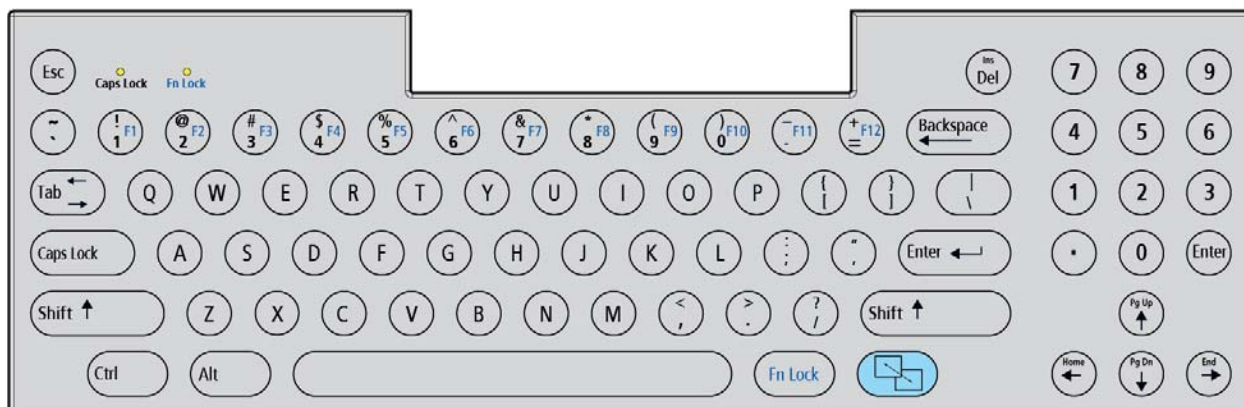 Esc Caps Lock Fn Lock Ins Del 7 8 9
~ ` ! 1 F1 @ 2 F2 # 3 F3 $ 4 F4 % 5 F5 ^ 6 F6 & 7 F7 * 8 F8 ( 9 F9 ) 0 F10 _ - F11 + = F12 Backspace 4 5 6
Tab Q W E R T Y U I O P { [ } ] | \ 1 2 3
Caps Lock A S D F G H J K L : ; " , Enter . 0 Enter
Shift Z X C V B N M < , > . ? / Shift Pg Up
Ctrl Alt Fn Lock Home Pg Dn End